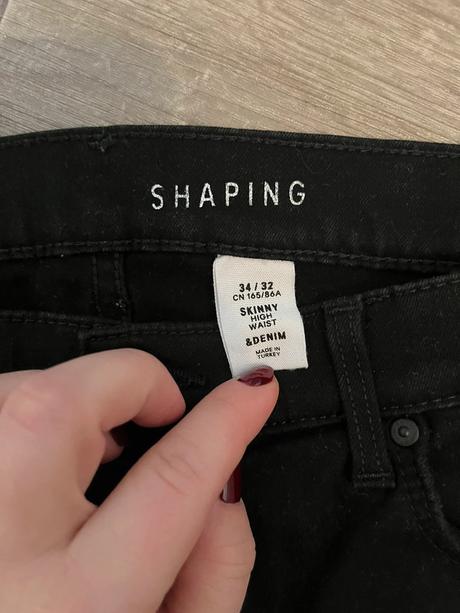 SHAPING
34 / 32
CN 165/86A
SKINNY
HIGH
WAIST
&DENIM
MADE IN
TURKEY